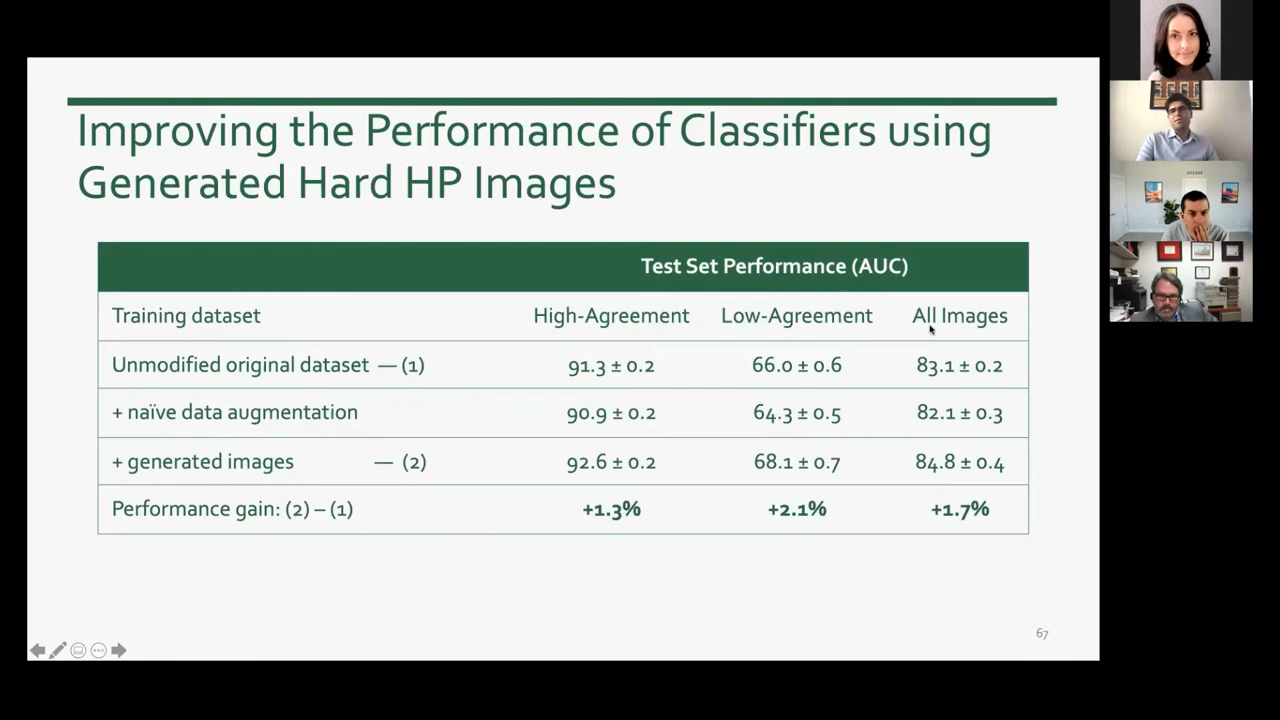 Improving the Performance of Classifiers using
Generated Hard HP Images
Test Set Performance (AUC)
Training dataset High-Agreement Low-Agreement All Images
Unmodified original dataset — (1) 91.3 ± 0.2 66.0 ± 0.6 83.1 ± 0.2
+ naïve data augmentation 90.9 ± 0.2 64.3 ± 0.5 82.1 ± 0.3
+ generated images — (2) 92.6 ± 0.2 68.1 ± 0.7 84.8 ± 0.4
Performance gain: (2) – (1) +1.3% +2.1% +1.7%
67